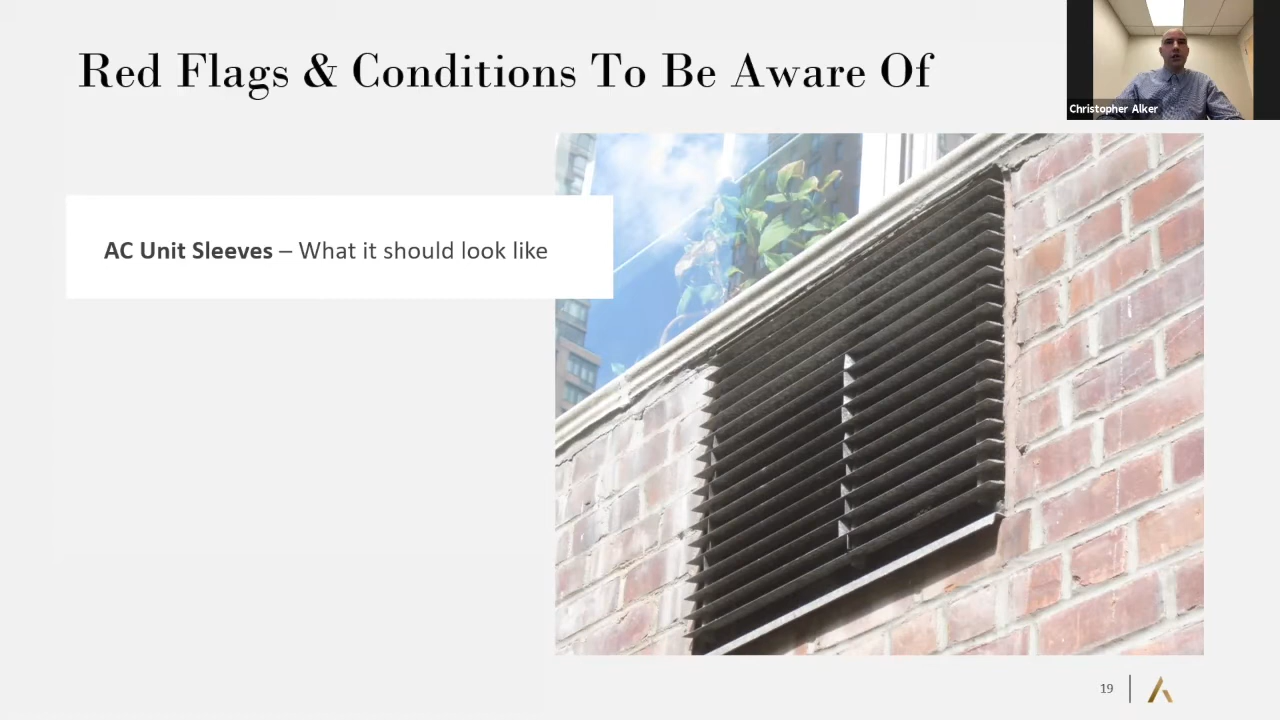 Red Flags & Conditions To Be Aware Of
Christopher Alker
AC Unit Sleeves – What it should look like
19